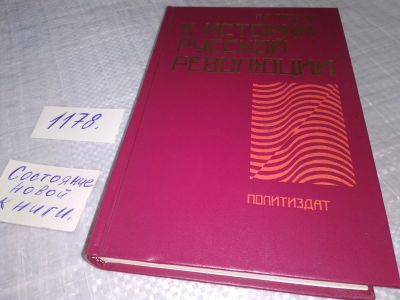 К ИСТОРИИ
РУССКОЙ
РЕВОЛЮЦИИ
ПОЛИТИЗДАТ
1178.
Состояние
новой
книги.